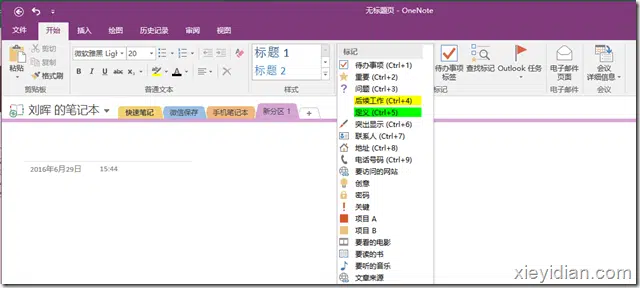 无标题页 - OneNote
文件 开始 插入 绘图 历史记录 审阅 视图
粘贴
剪切
复制
格式刷
剪贴板
微软雅黑 Ligl 20
B I U abc x₂ A
普通文本
标题 1
标题 2
样式
标记
待办事项 (Ctrl+1)
重要 (Ctrl+2)
问题 (Ctrl+3)
后续工作 (Ctrl+4)
定义 (Ctrl+5)
突出显示 (Ctrl+6)
联系人 (Ctrl+7)
地址 (Ctrl+8)
电话号码 (Ctrl+9)
要访问的网站
创意
密码
关键
项目 A
项目 B
要看的电影
要读的书
要听的音乐
文章来源
待办事项
标签
查找标记
Outlook 任务
电子邮件
页面
电子邮件
会议
详细信息
会议
刘晖 的笔记本
快速笔记
微信保存
手机笔记本
新分区 1
+
2016年6月29日 15:44
xieyidian.com